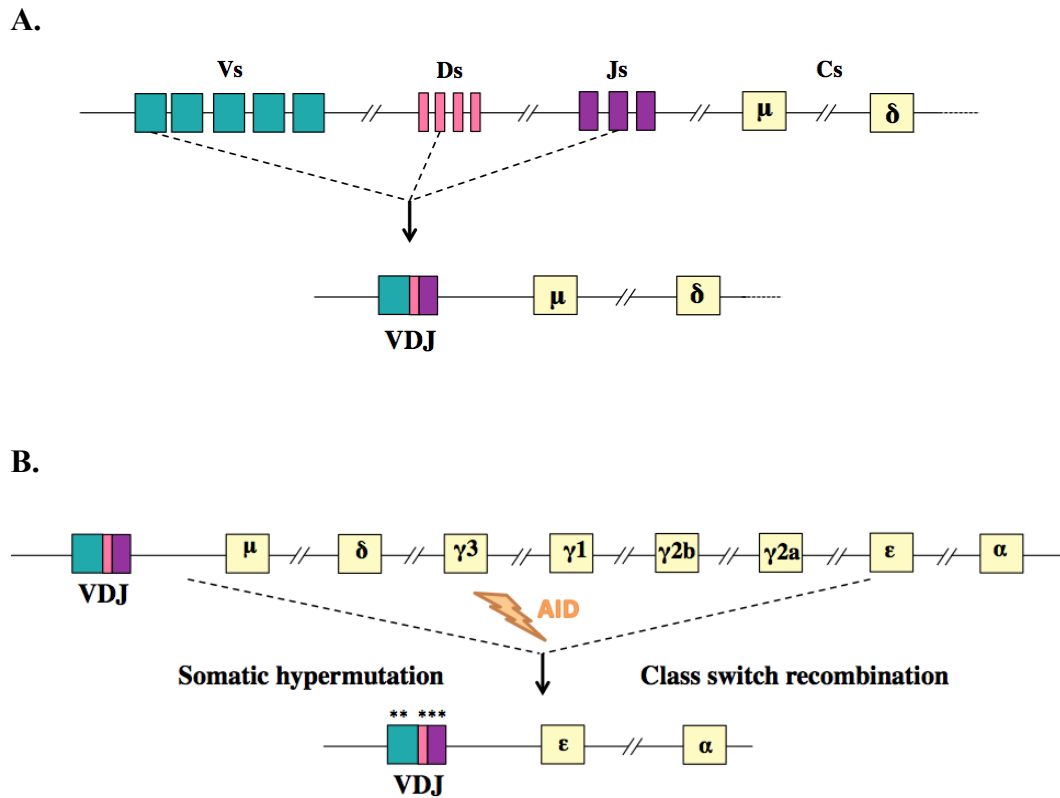 A.
Vs Ds Js Cs
μ δ
μ δ
VDJ
B.
μ δ γ3 γ1 γ2b γ2a ε α
VDJ
AID
Somatic hypermutation Class switch recombination
** ***
ε α
VDJ